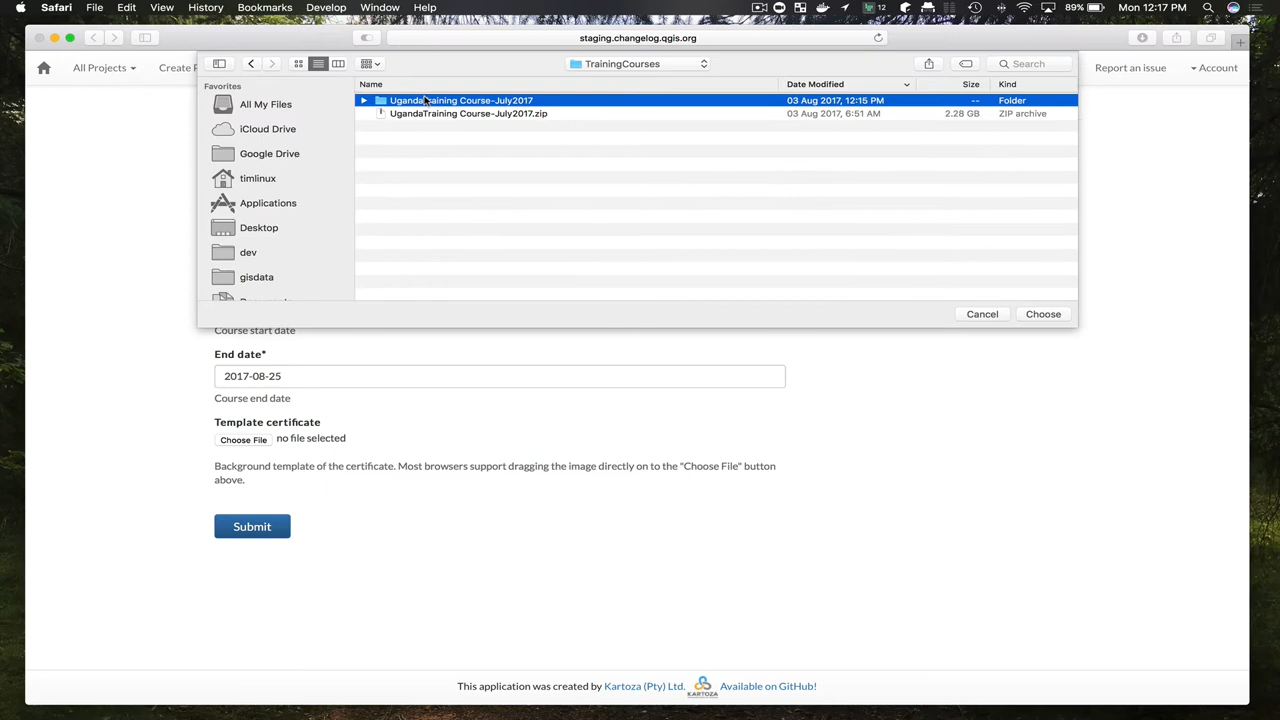 Safari File Edit View History Bookmarks Develop Window Help 12 89% Mon 12:17 PM
staging.changelog.qgis.org
All Projects Create Report an issue Account
TrainingCourses Search
Favorites
All My Files
iCloud Drive
Google Drive
timlinux
Applications
Desktop
dev
gisdata
Name Date Modified Size Kind
UgandaTraining Course-July2017 03 Aug 2017, 12:15 PM -- Folder
UgandaTraining Course-July2017.zip 03 Aug 2017, 6:51 AM 2.28 GB ZIP archive
Cancel Choose
Course start date
End date*
2017-08-25
Course end date
Template certificate
Choose File no file selected
Background template of the certificate. Most browsers support dragging the image directly on to the "Choose File" button
above.
Submit
This application was created by Kartoza (Pty) Ltd. KARTOZA Available on GitHub!